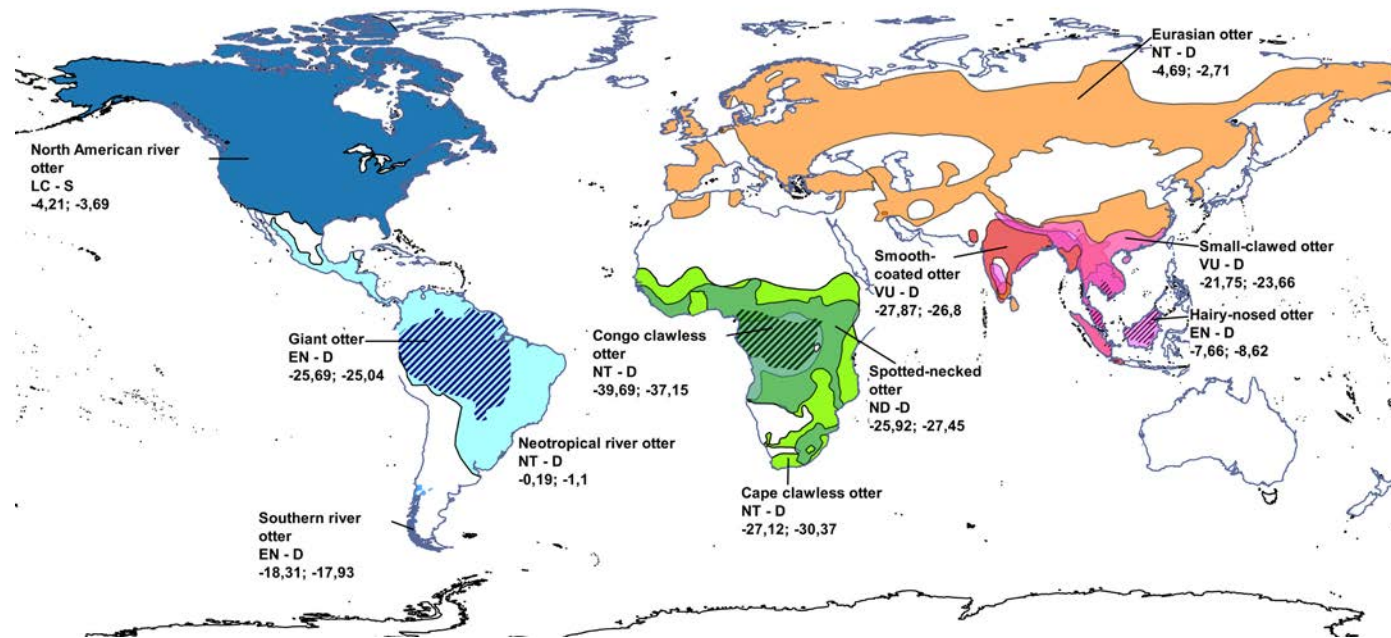 Eurasian otter
NT - D
-4,69; -2,71
North American river
otter
LC - S
-4,21; -3,69
Smooth-
coated otter
VU - D
-27,87; -26,8
Small-clawed otter
VU - D
-21,75; -23,66
Hairy-nosed otter
EN - D
-7,66; -8,62
Giant otter
EN - D
-25,69; -25,04
Congo clawless
otter
NT - D
-39,69; -37,15
Spotted-necked
otter
ND -D
-25,92; -27,45
Neotropical river otter
NT - D
-0,19; -1,1
Cape clawless otter
NT - D
-27,12; -30,37
Southern river
otter
EN - D
-18,31; -17,93